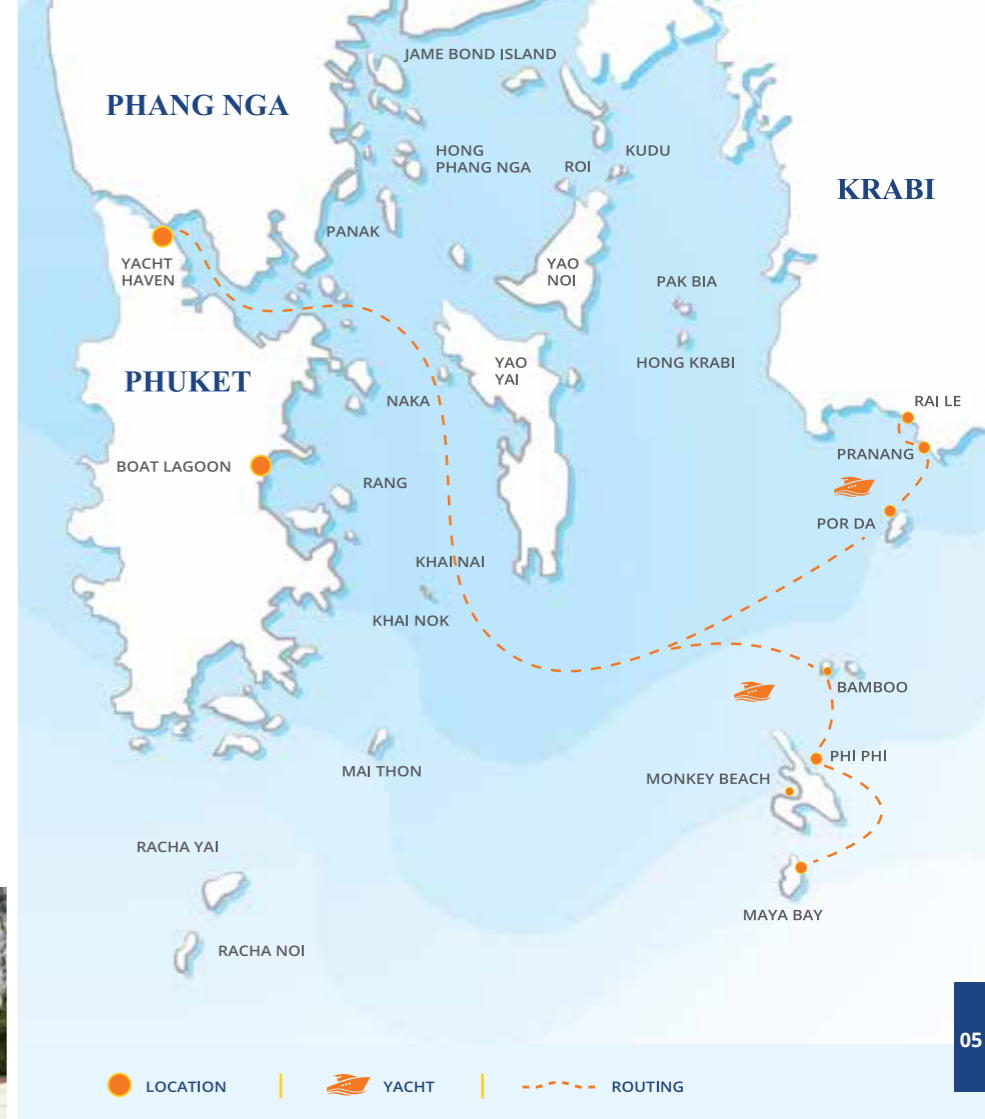 JAME BOND ISLAND
PHANG NGA
HONG
PHANG NGA
ROI
KUDU
KRABI
PANAK
YACHT
HAVEN
YAO
NOI
PAK BIA
PHUKET
YAO
YAI
HONG KRABI
NAKA
RAI LE
PRANANG
BOAT LAGOON
RANG
POR DA
KHAI NAI
KHAI NOK
BAMBOO
PHI PHI
MAI THON
MONKEY BEACH
RACHA YAI
MAYA BAY
RACHA NOI
05
LOCATION
YACHT
ROUTING